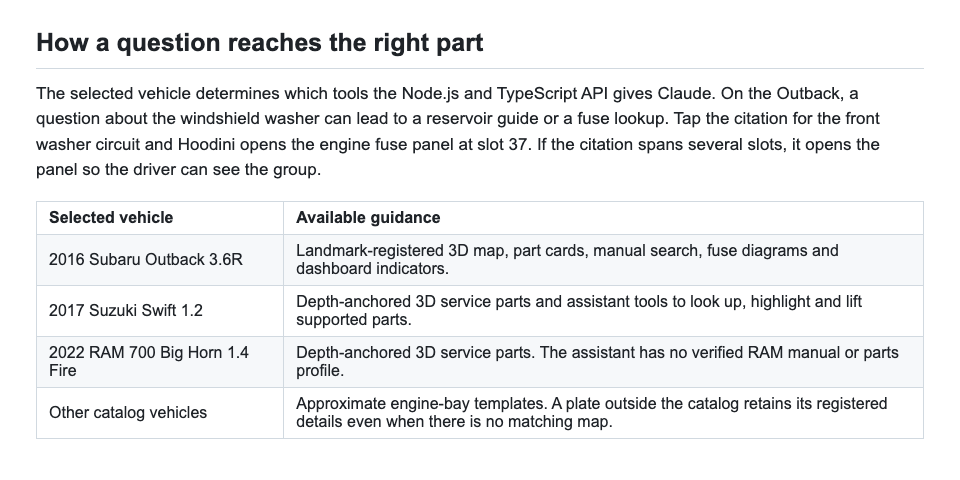 How a question reaches the right part
The selected vehicle determines which tools the Node.js and TypeScript API gives Claude. On the Outback, a
question about the windshield washer can lead to a reservoir guide or a fuse lookup. Tap the citation for the front
washer circuit and Hoodini opens the engine fuse panel at slot 37. If the citation spans several slots, it opens the
panel so the driver can see the group.
Selected vehicle
Available guidance
2016 Subaru Outback 3.6R
Landmark-registered 3D map, part cards, manual search, fuse diagrams and
dashboard indicators.
2017 Suzuki Swift 1.2
Depth-anchored 3D service parts and assistant tools to look up, highlight and lift
supported parts.
2022 RAM 700 Big Horn 1.4
Fire
Depth-anchored 3D service parts. The assistant has no verified RAM manual or parts
profile.
Other catalog vehicles
Approximate engine-bay templates. A plate outside the catalog retains its registered
details even when there is no matching map.